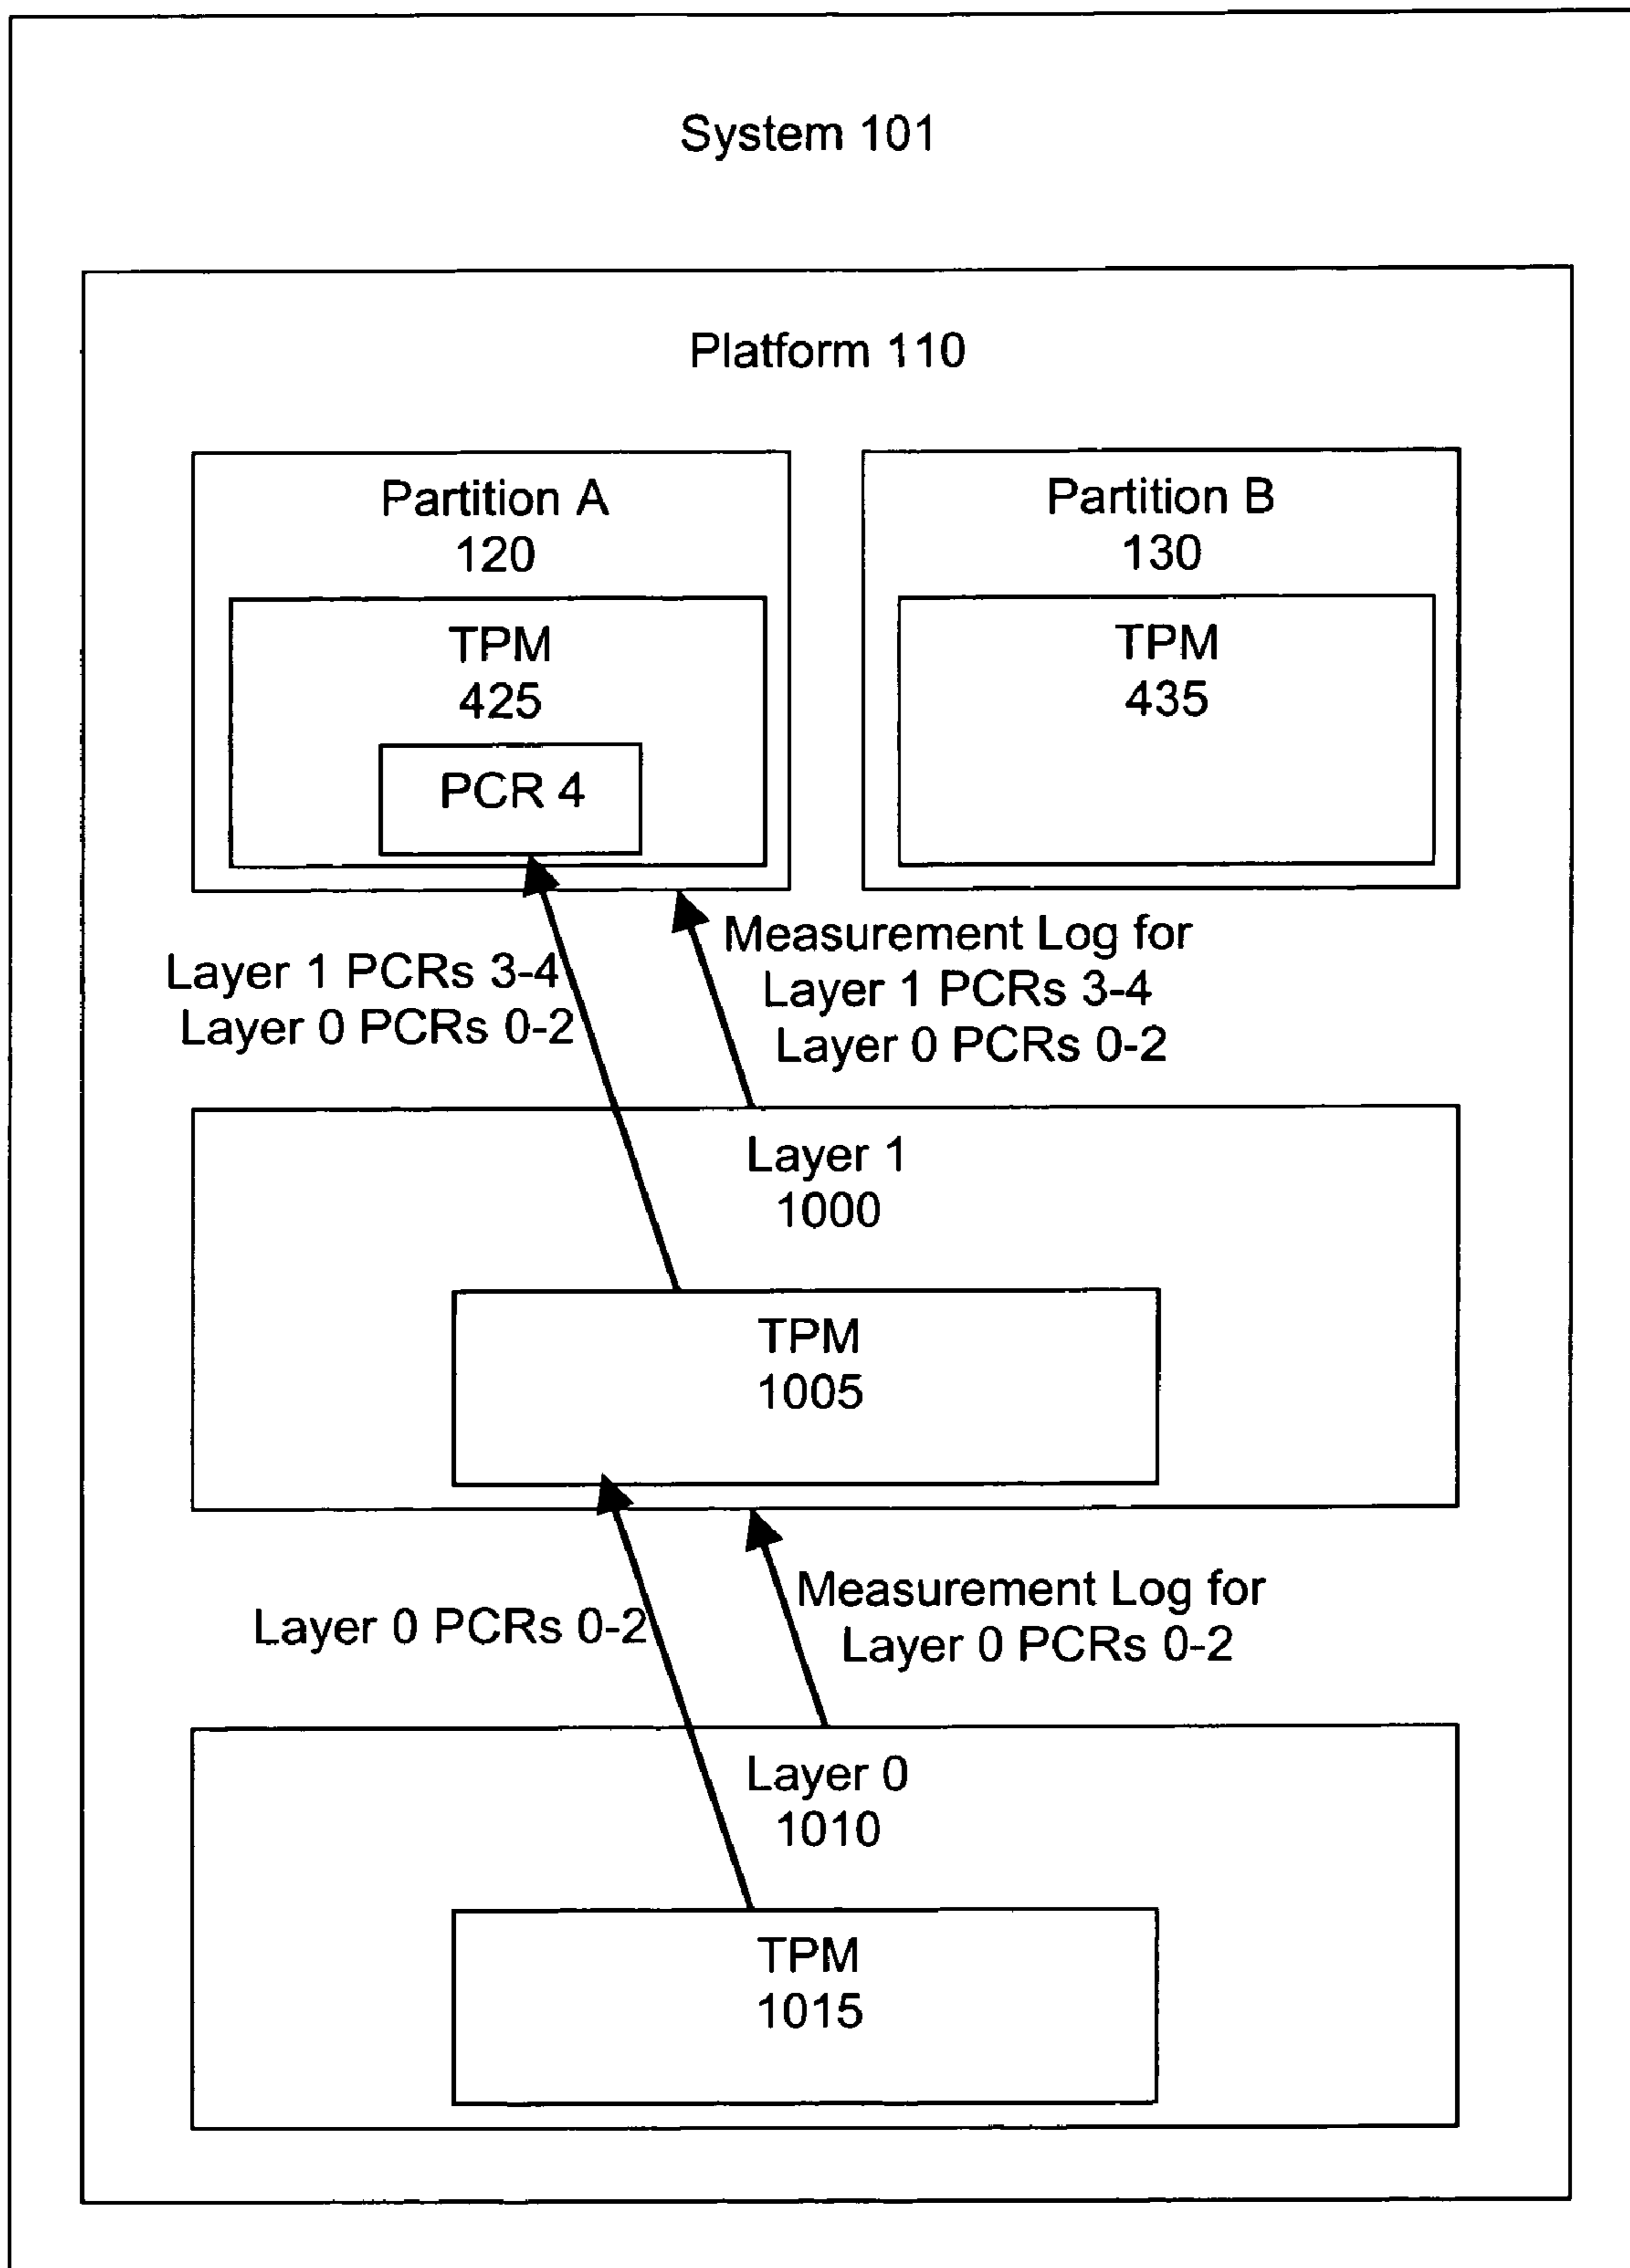 System 101
Platform 110
Partition A
120
TPM
425
PCR 4
Partition B
130
TPM
435
Layer 1 PCRs 3-4
Layer 0 PCRs 0-2
Measurement Log for
Layer 1 PCRs 3-4
Layer 0 PCRs 0-2
Layer 1
1000
TPM
1005
Layer 0 PCRs 0-2
Measurement Log for
Layer 0 PCRs 0-2
Layer 0
1010
TPM
1015